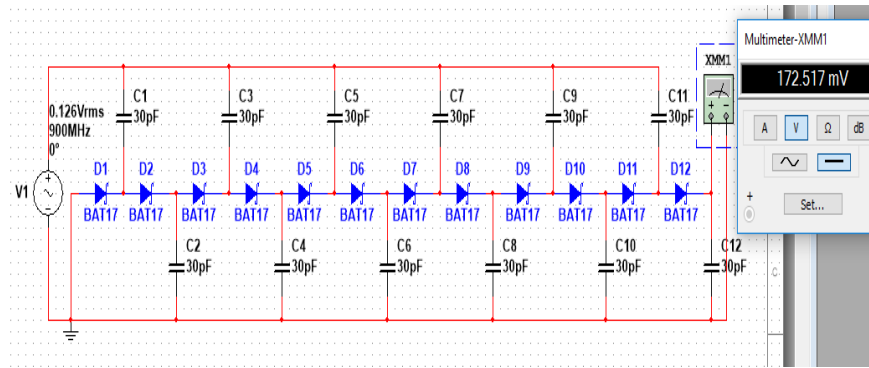 Multimeter-XMM1
172.517 mV
A V Ω dB
Set...
+
XMM1
+ -
0.126Vrms
900MHz
0°
V1
C1
30pF
C3
30pF
C5
30pF
C7
30pF
C9
30pF
C11
30pF
D1 D2 D3 D4 D5 D6 D7 D8 D9 D10 D11 D12
BAT17 BAT17 BAT17 BAT17 BAT17 BAT17 BAT17 BAT17 BAT17 BAT17 BAT17 BAT17
C2
30pF
C4
30pF
C6
30pF
C8
30pF
C10
30pF
C12
30pF
C